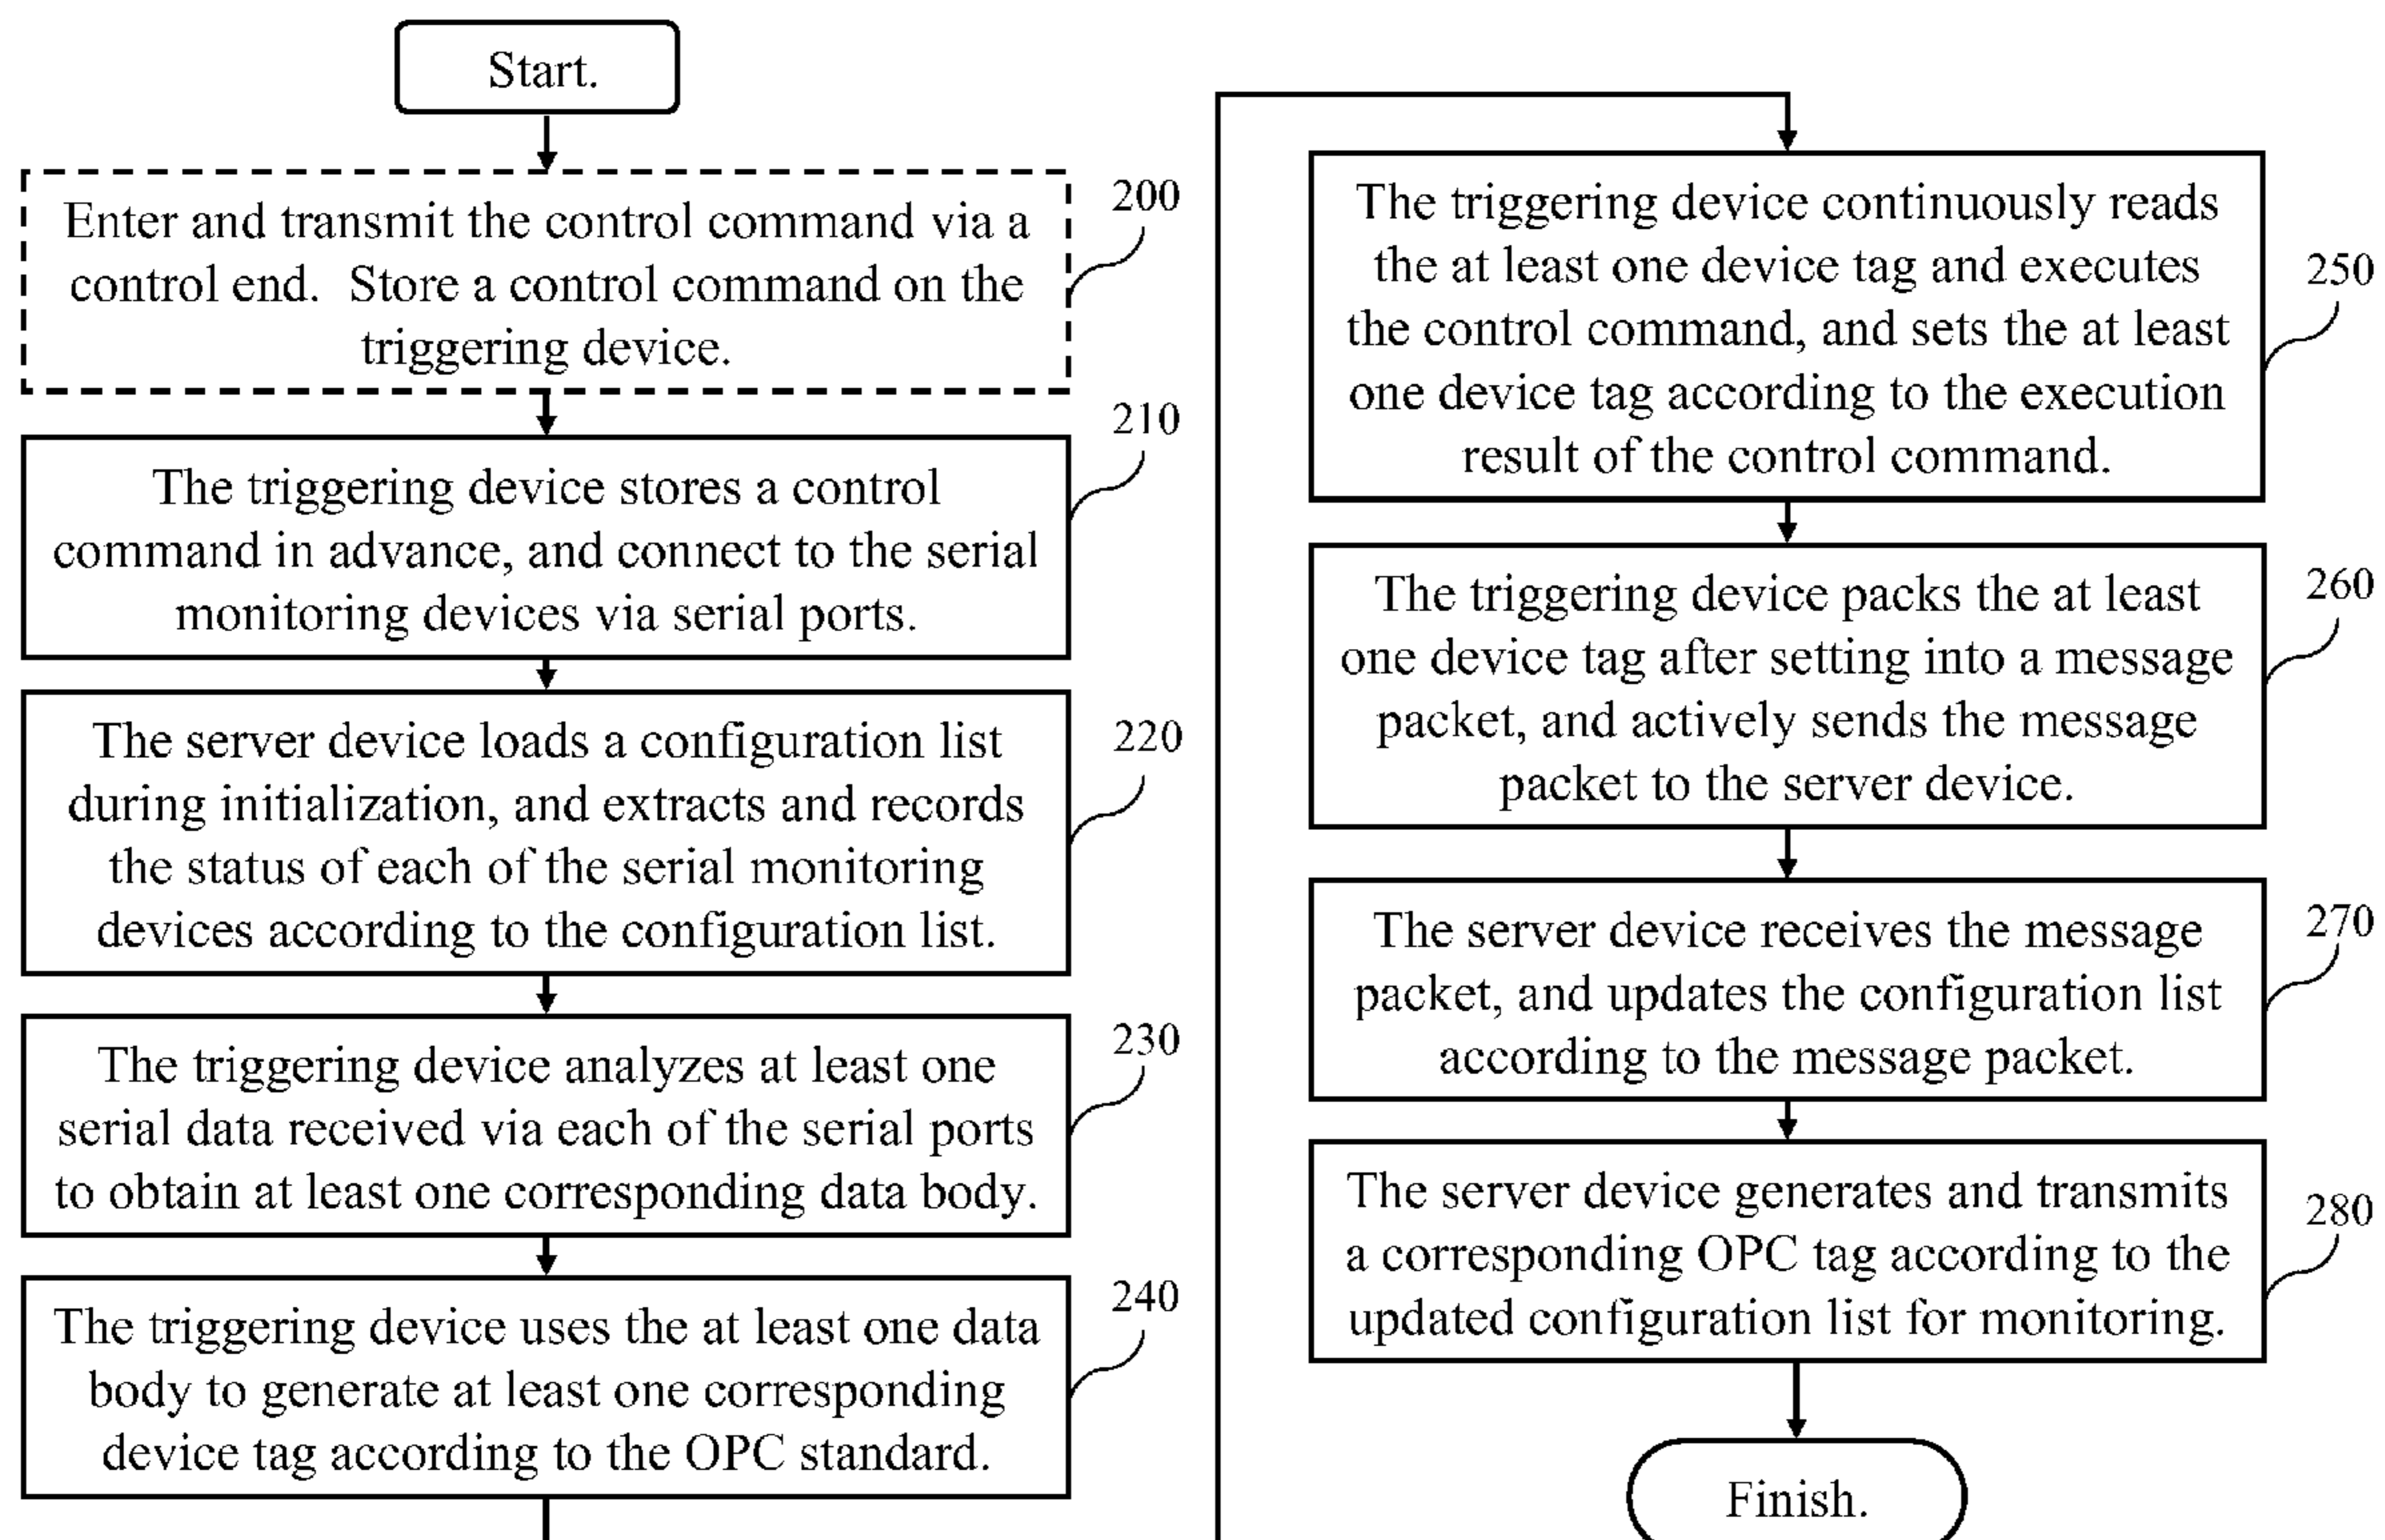 Start.
Enter and transmit the control command via a
control end.  Store a control command on the
triggering device.
200
The triggering device stores a control
command in advance, and connect to the serial
monitoring devices via serial ports.
210
The server device loads a configuration list
during initialization, and extracts and records
the status of each of the serial monitoring
devices according to the configuration list.
220
The triggering device analyzes at least one
serial data received via each of the serial ports
to obtain at least one corresponding data body.
230
The triggering device uses the at least one data
body to generate at least one corresponding
device tag according to the OPC standard.
240
The triggering device continuously reads
the at least one device tag and executes
the control command, and sets the at least
one device tag according to the execution
result of the control command.
250
The triggering device packs the at least
one device tag after setting into a message
packet, and actively sends the message
packet to the server device.
260
The server device receives the message
packet, and updates the configuration list
according to the message packet.
270
The server device generates and transmits
a corresponding OPC tag according to the
updated configuration list for monitoring.
280
Finish.